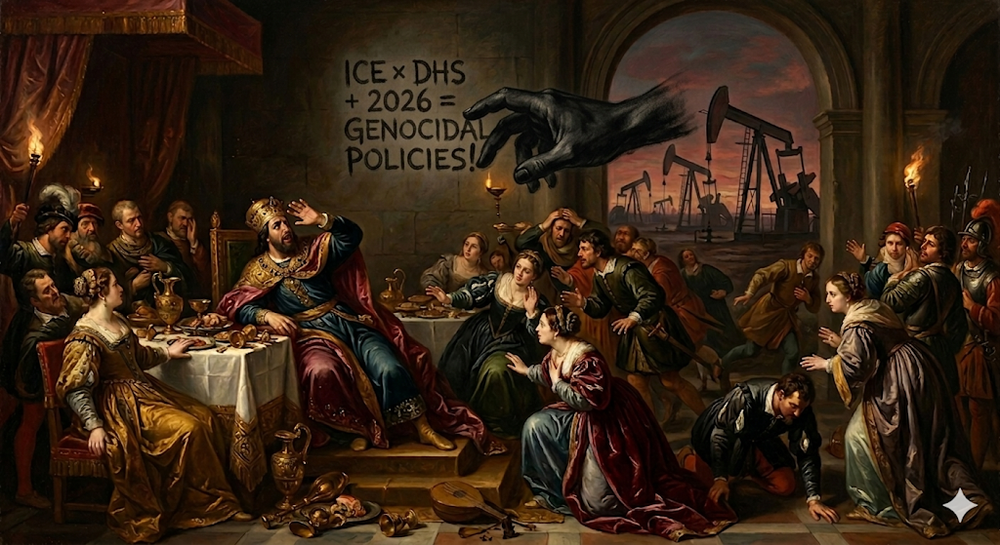 ICE × DHS
+ 2026 =
GENOCIDAL
POLICIES!